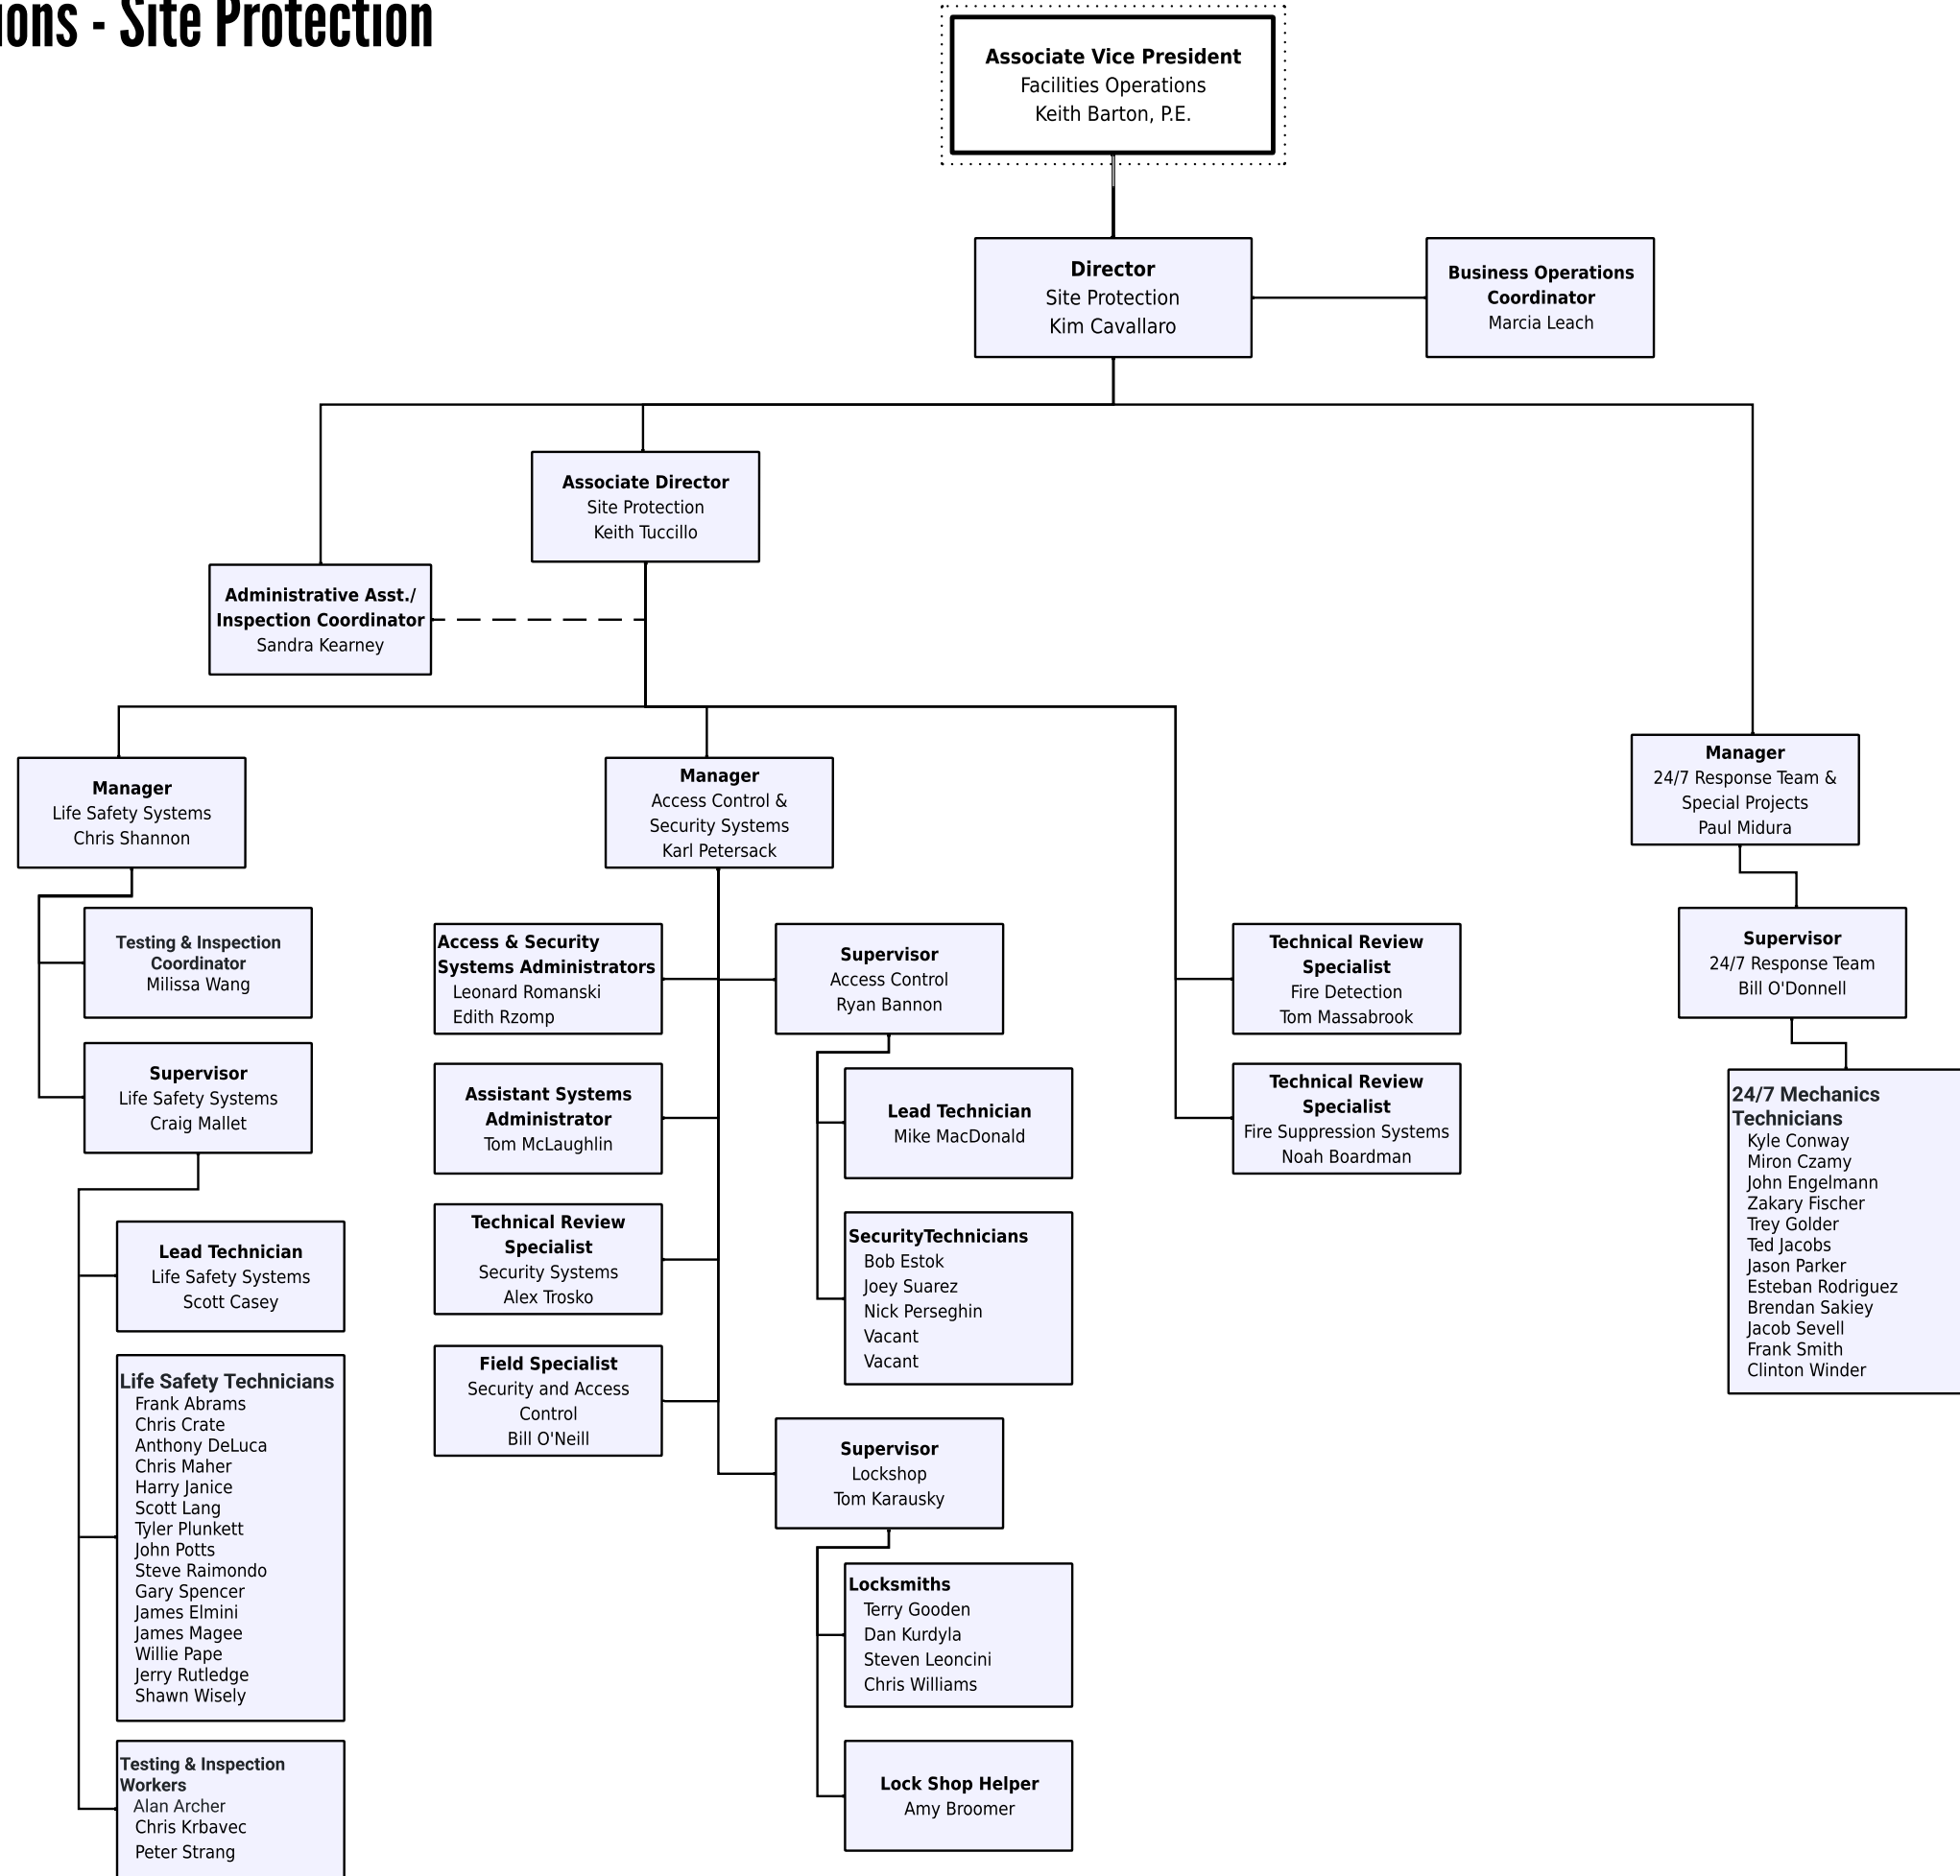 ions - Site Protection
Associate Vice President
Facilities Operations
Keith Barton, P.E.
Director
Site Protection
Kim Cavallaro
Business Operations
Coordinator
Marcia Leach
Associate Director
Site Protection
Keith Tuccillo
Administrative Asst./
Inspection Coordinator
Sandra Kearney
Manager
Life Safety Systems
Chris Shannon
Testing & Inspection
Coordinator
Milissa Wang
Supervisor
Life Safety Systems
Craig Mallet
Lead Technician
Life Safety Systems
Scott Casey
Life Safety Technicians
Frank Abrams
Chris Crate
Anthony DeLuca
Chris Maher
Harry Janice
Scott Lang
Tyler Plunkett
John Potts
Steve Raimondo
Gary Spencer
James Elmini
James Magee
Willie Pape
Jerry Rutledge
Shawn Wisely
Testing & Inspection
Workers
Alan Archer
Chris Krbavec
Peter Strang
Manager
Access Control &
Security Systems
Karl Petersack
Access & Security
Systems Administrators
Leonard Romanski
Edith Rzomp
Assistant Systems
Administrator
Tom McLaughlin
Technical Review
Specialist
Security Systems
Alex Trosko
Field Specialist
Security and Access
Control
Bill O'Neill
Supervisor
Access Control
Ryan Bannon
Lead Technician
Mike MacDonald
SecurityTechnicians
Bob Estok
Joey Suarez
Nick Perseghin
Vacant
Vacant
Supervisor
Lockshop
Tom Karausky
Locksmiths
Terry Gooden
Dan Kurdyla
Steven Leoncini
Chris Williams
Lock Shop Helper
Amy Broomer
Technical Review
Specialist
Fire Detection
Tom Massabrook
Technical Review
Specialist
Fire Suppression Systems
Noah Boardman
Manager
24/7 Response Team &
Special Projects
Paul Midura
Supervisor
24/7 Response Team
Bill O'Donnell
24/7 Mechanics
Technicians
Kyle Conway
Miron Czamy
John Engelmann
Zakary Fischer
Trey Golder
Ted Jacobs
Jason Parker
Esteban Rodriguez
Brendan Sakiey
Jacob Sevell
Frank Smith
Clinton Winder